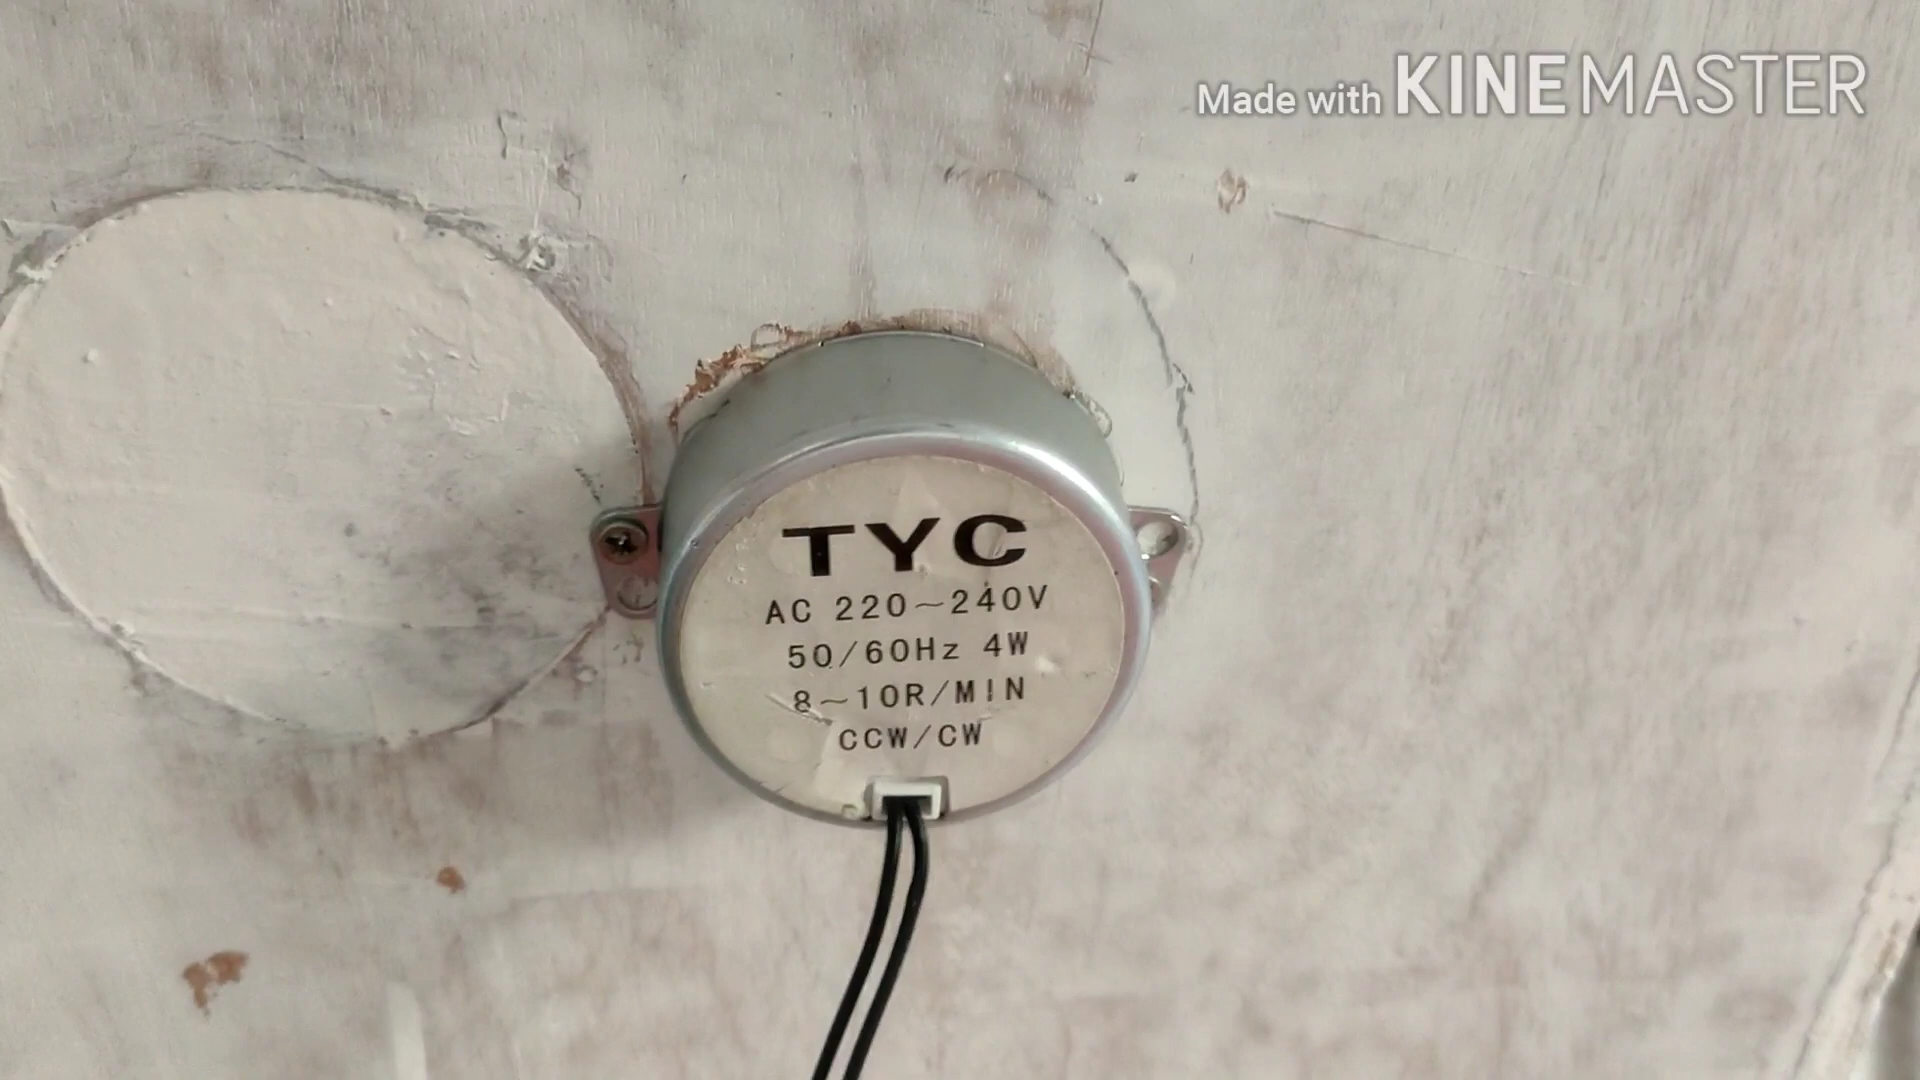 Made with KINEMASTER
TYC
AC 220~240V
50/60Hz 4W
8~10R/MIN
CCW/CW